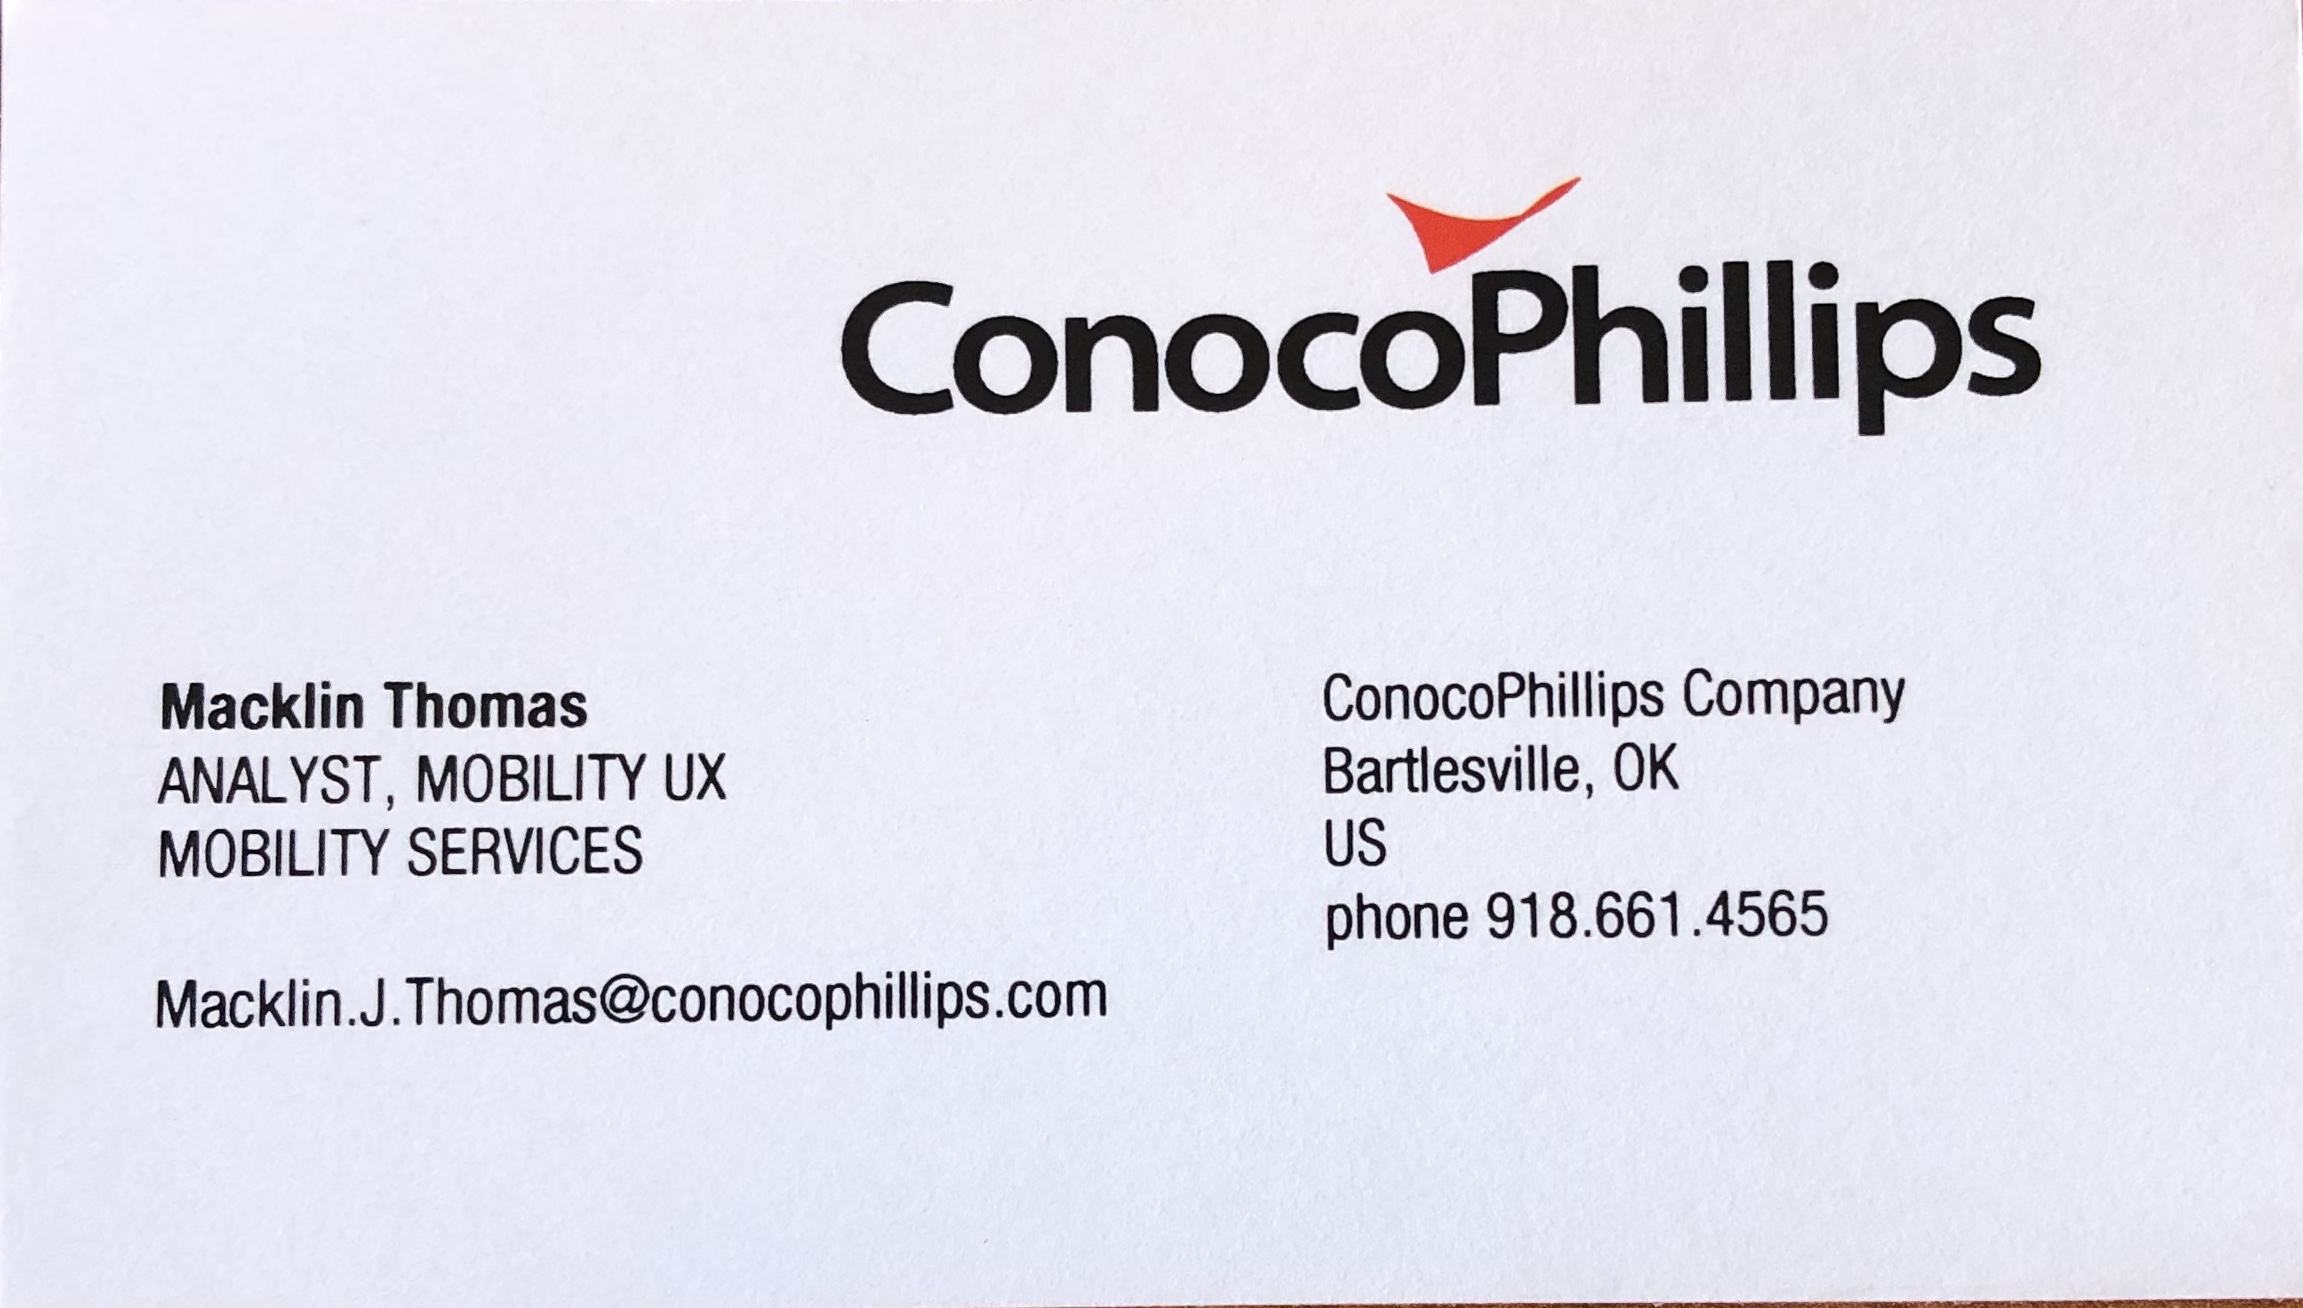 ConocoPhillips
Macklin Thomas
ANALYST, MOBILITY UX
MOBILITY SERVICES
Macklin.J.Thomas@conocophillips.com
ConocoPhillips Company
Bartlesville, OK
US
phone 918.661.4565